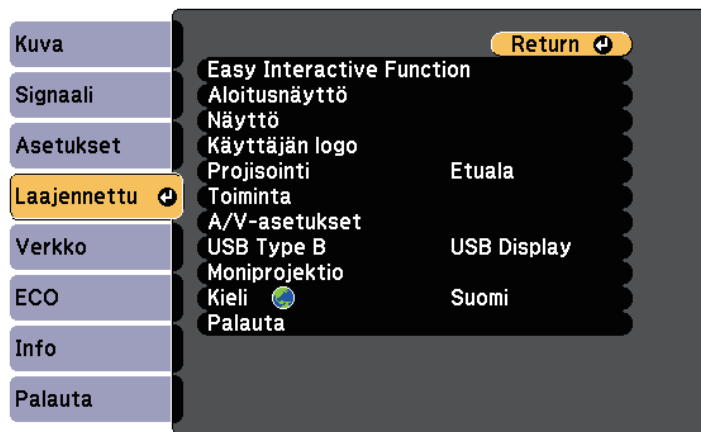 Kuva
Signaali
Asetukset
Laajennettu
Verkko
ECO
Info
Palauta
Return
Easy Interactive Function
Aloitusnäyttö
Näyttö
Käyttäjän logo
Projisointi Etuala
Toiminta
A/V-asetukset
USB Type B USB Display
Moniprojektio
Kieli Suomi
Palauta